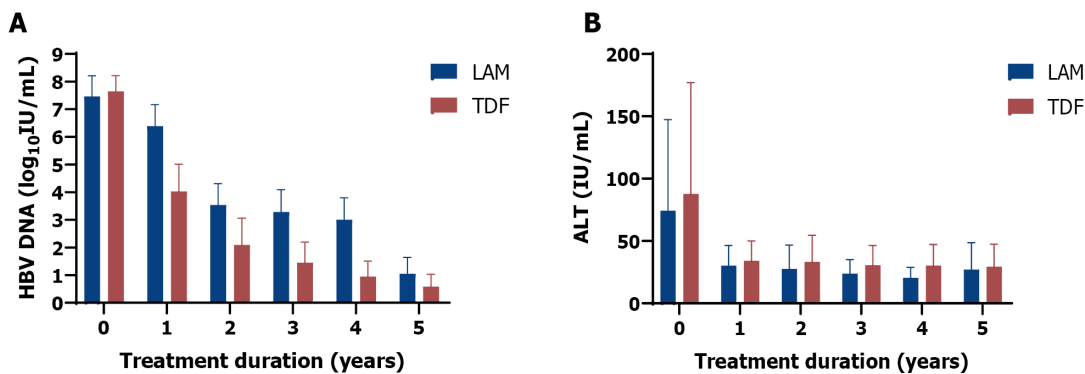 A
HBV DNA (log₁₀IU/mL)
9
8
7
6
5
4
3
2
1
0
0 1 2 3 4 5
Treatment duration (years)
LAM
TDF
B
ALT (IU/mL)
200
150
100
50
0
0 1 2 3 4 5
Treatment duration (years)
LAM
TDF